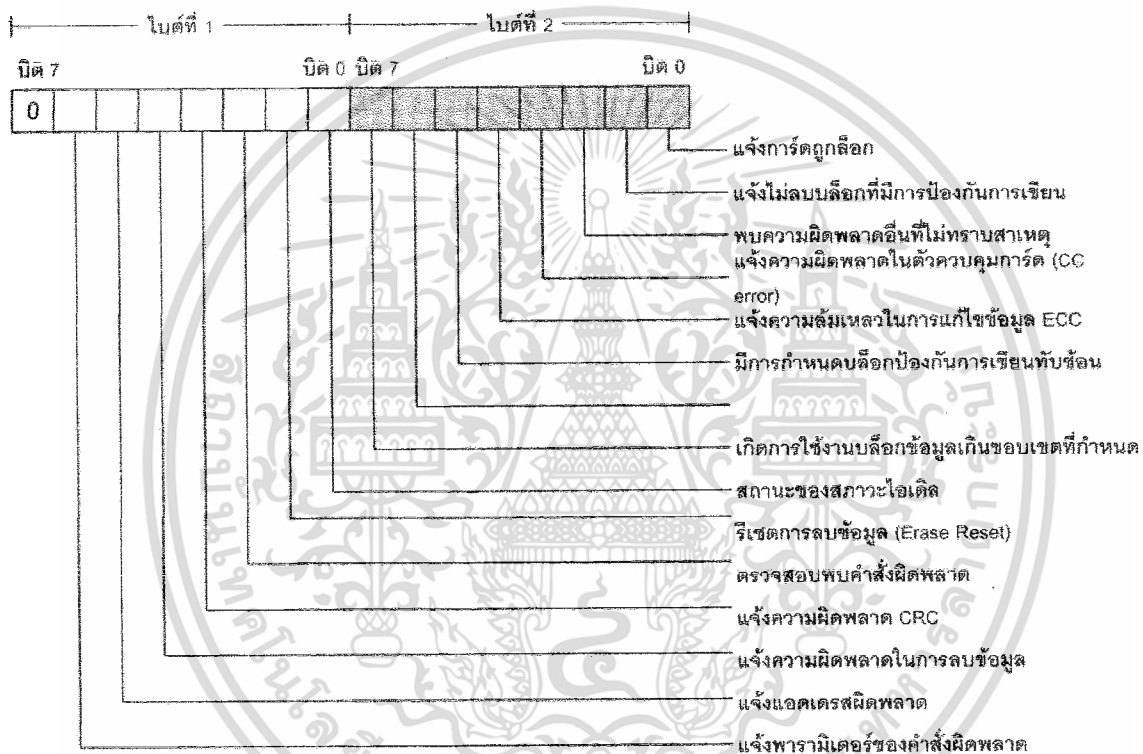 ไบต์ที่ 1 ไบต์ที่ 2
บิต 7 บิต 0 บิต 7 บิต 0
0
แจ้งการ์ดถูกล็อก
แจ้งไม่ลบบล็อกที่มีการป้องกันการเขียน
พบความผิดพลาดอื่นที่ไม่ทราบสาเหตุ
แจ้งความผิดพลาดในตัวควบคุมการ์ด (CC
error)
แจ้งความล้มเหลวในการแก้ไขข้อมูล ECC
มีการกำหนดบล็อกป้องกันการเขียนทับซ้อน
เกิดการใช้งานบล็อกข้อมูลเกินขอบเขตที่กำหนด
สถานะของสภาวะไอเดิล
รีเซตการลบข้อมูล (Erase Reset)
ตรวจสอบพบคำสั่งผิดพลาด
แจ้งความผิดพลาด CRC
แจ้งความผิดพลาดในการลบข้อมูล
แจ้งแอดเดรสผิดพลาด
แจ้งพารามิเตอร์ของคำสั่งผิดพลาด